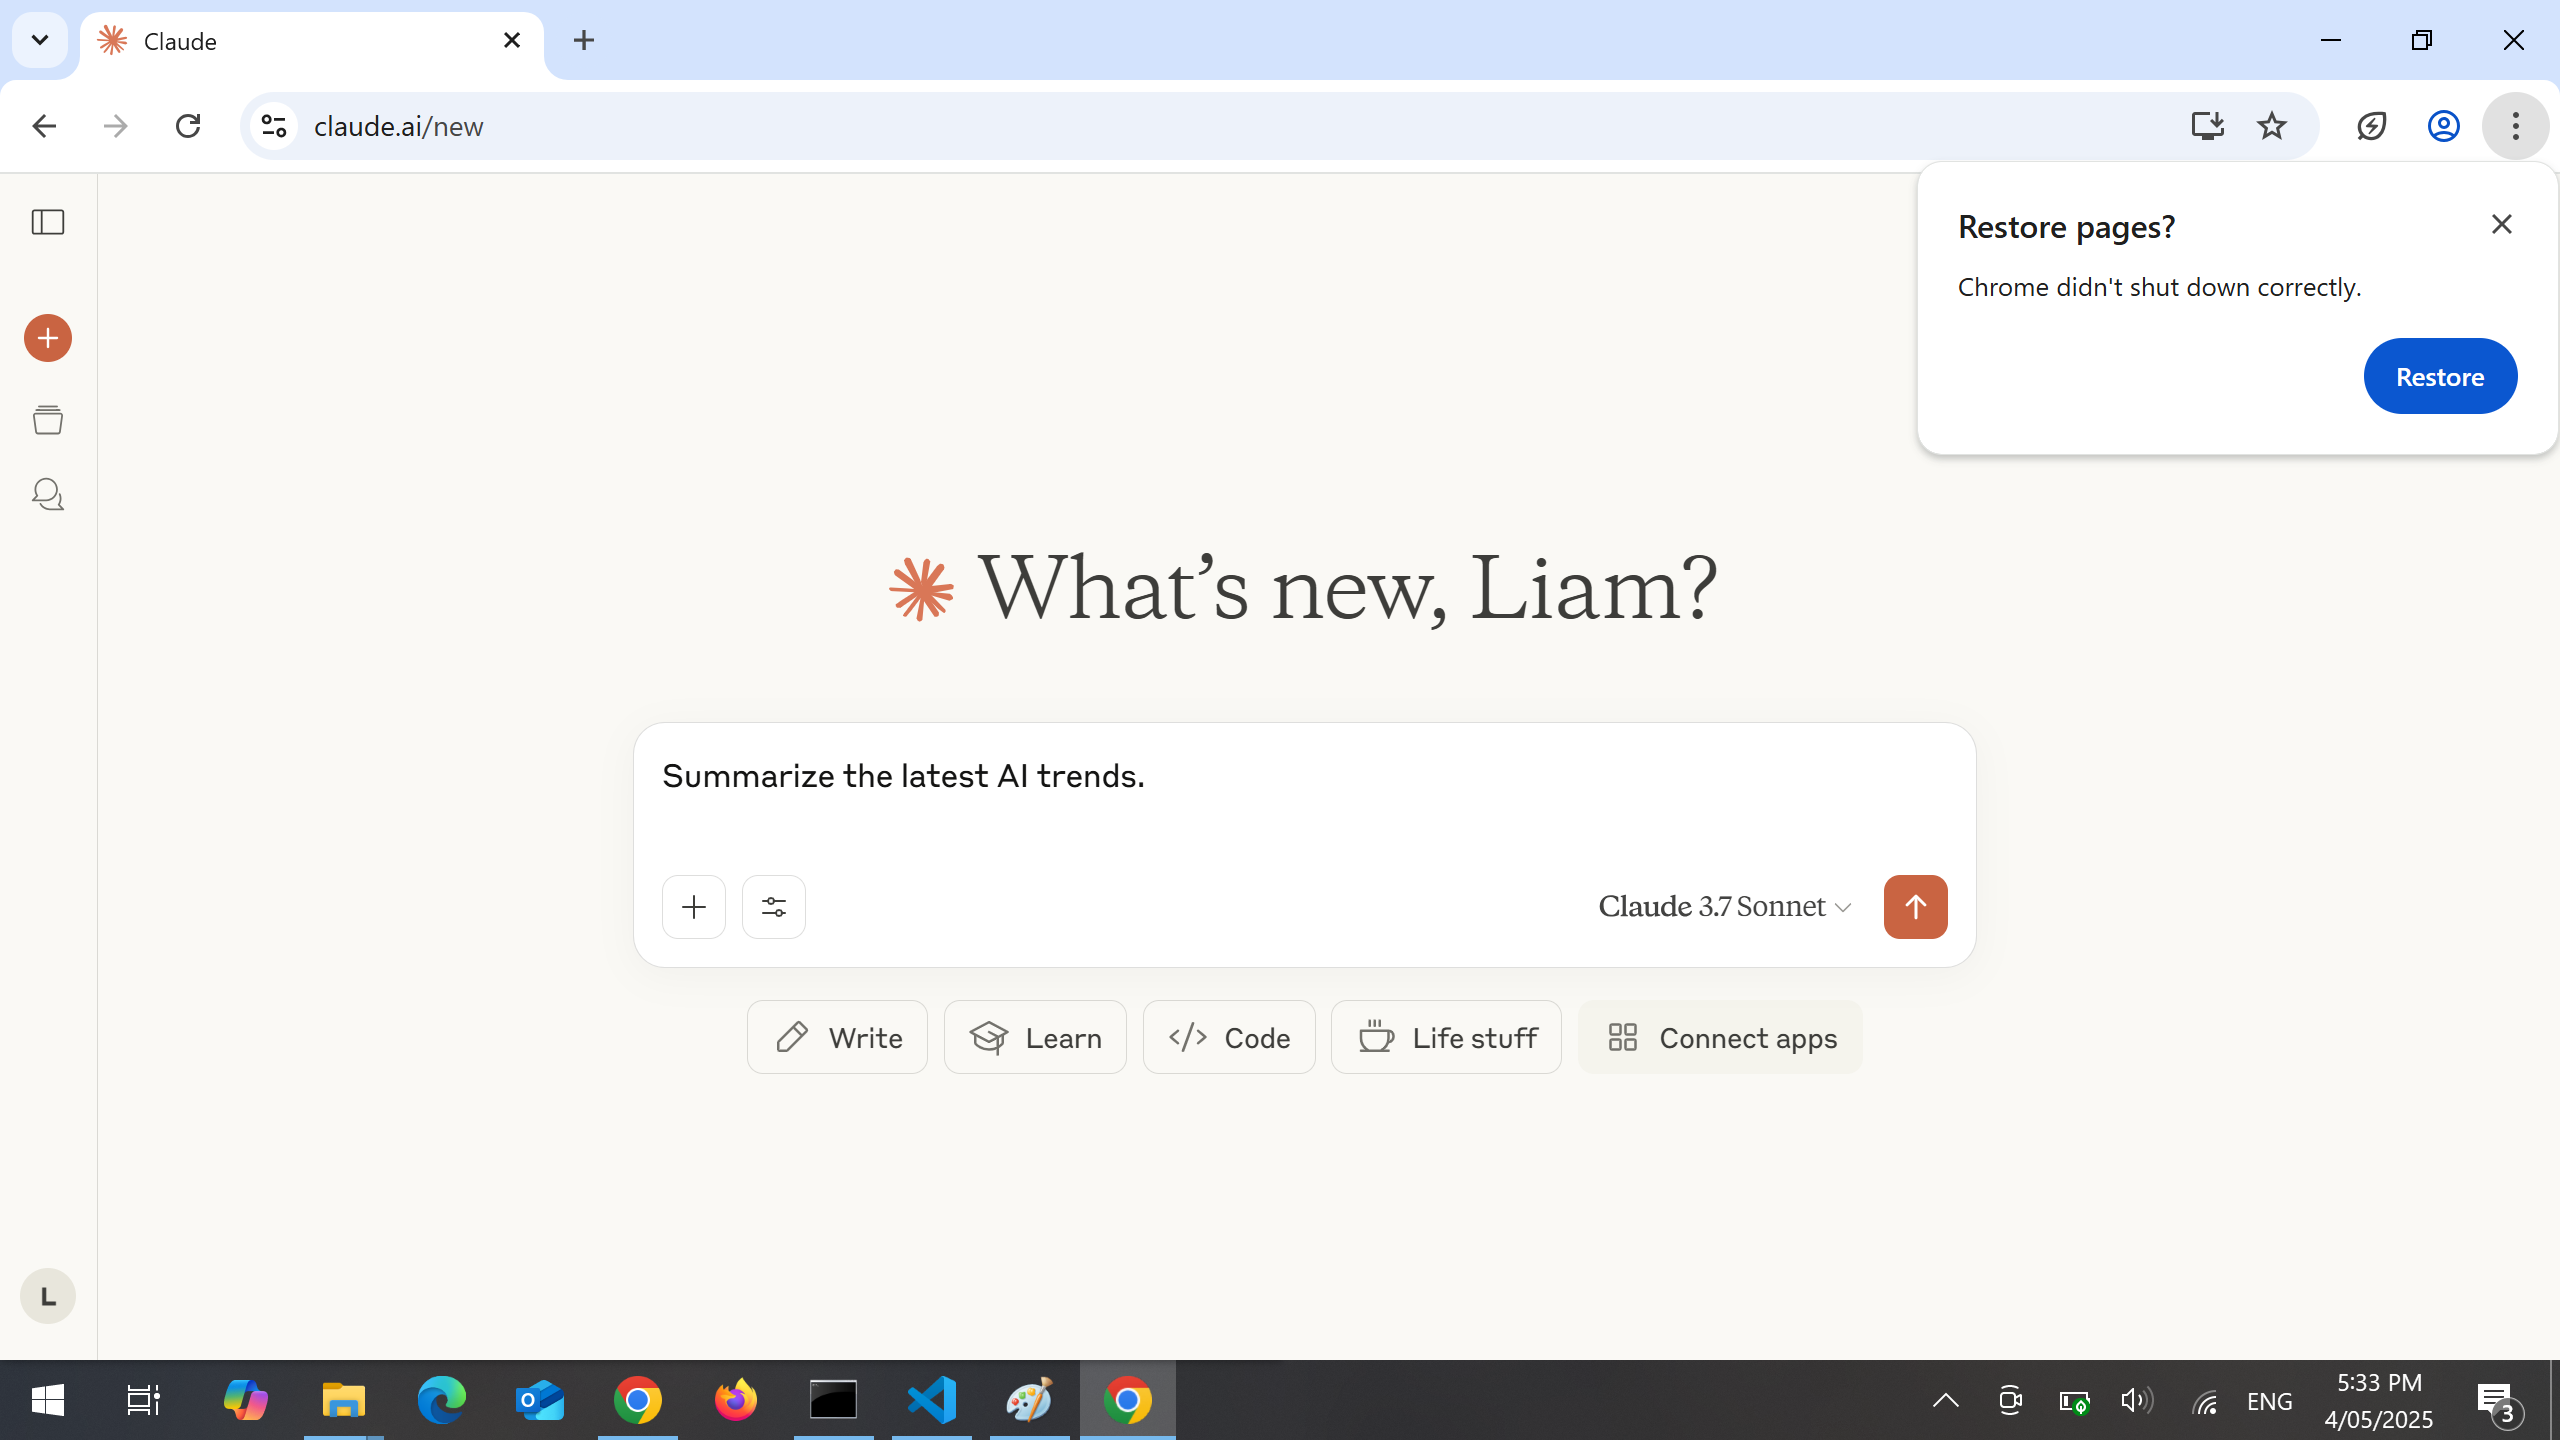 Claude
claude.ai/new
Restore pages?
Chrome didn't shut down correctly.
Restore
What's new, Liam?
Summarize the latest AI trends.
Claude 3.7 Sonnet
Write
Learn
Code
Life stuff
Connect apps
L
ENG
5:33 PM
4/05/2025
3